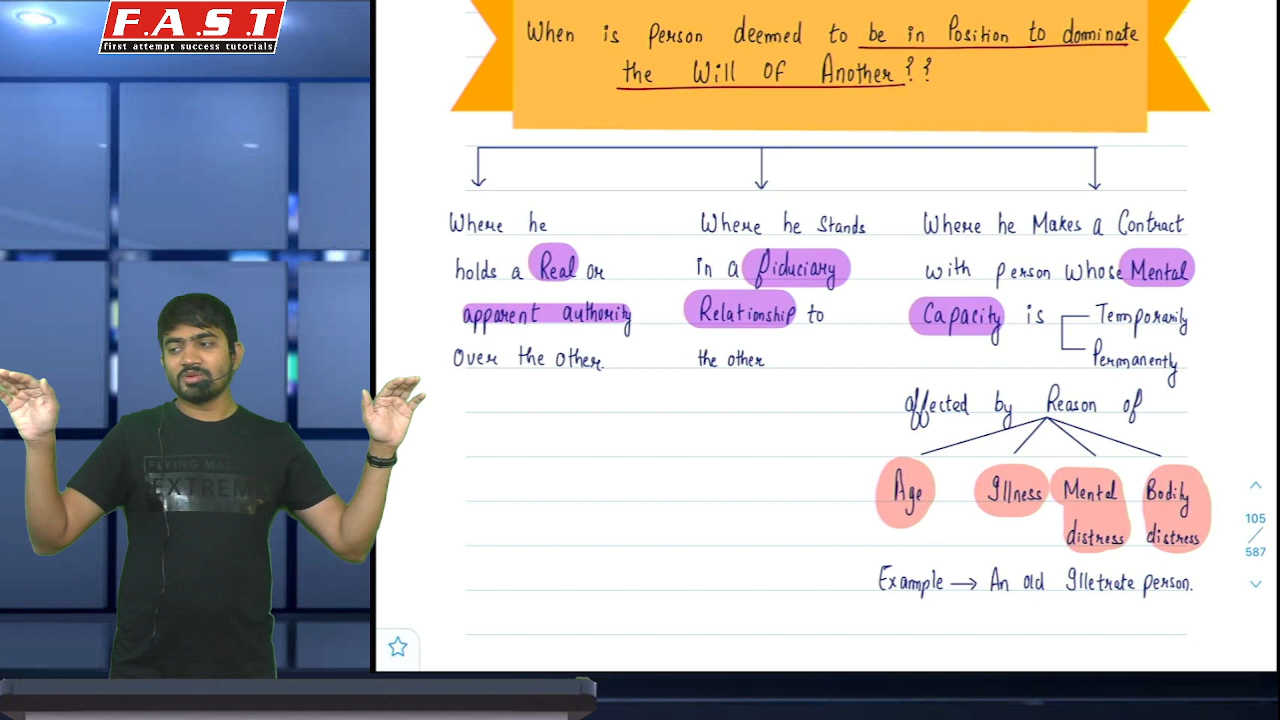 F.A.S.T
first attempt success tutorials
When is Person deemed to be in Position to dominate
the Will OF Another??
Where he
holds a Real or
apparent authority
Over the other.
Where he Stands
in a fiduciary
Relationship to
the other
Where he Makes a Contract
with person whose Mental
Capacity is
Temporarily
Permanently
affected by Reason of
Age
Illness
Mental
distress
Bodily
distress
Example → An old Illetrate person.
105
587
EXTREME